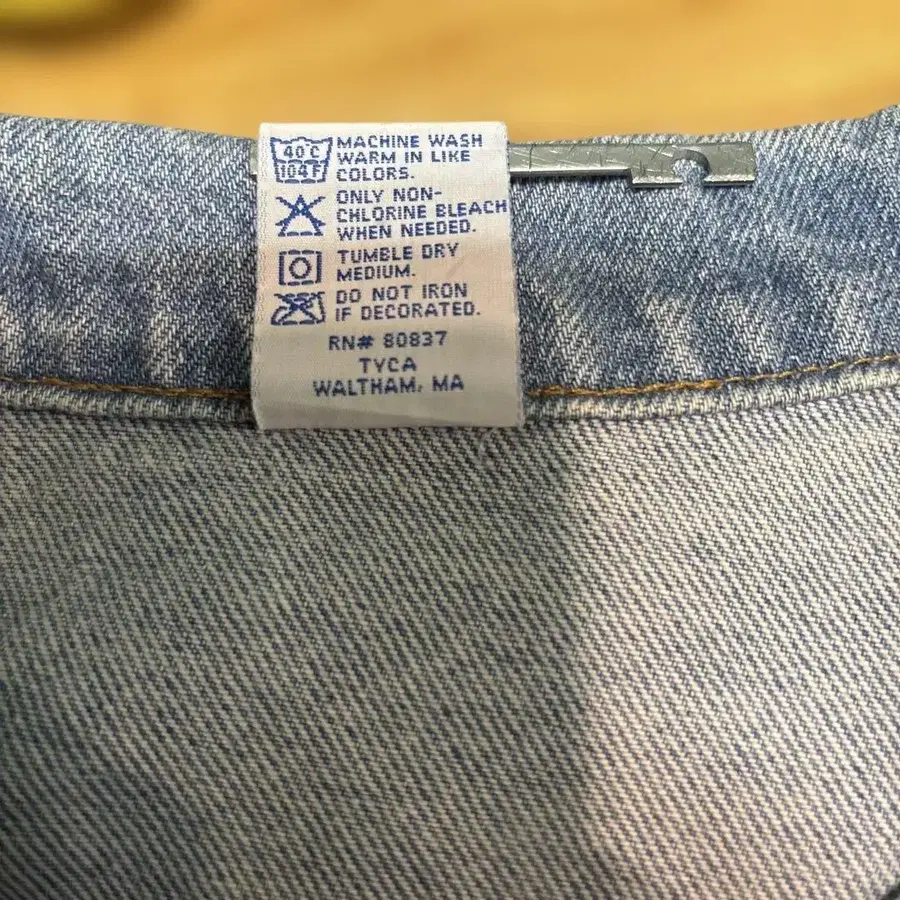 40°C
104F
MACHINE WASH
WARM IN LIKE
COLORS.
ONLY NON-
CHLORINE BLEACH
WHEN NEEDED.
TUMBLE DRY
MEDIUM.
DO NOT IRON
IF DECORATED.
RN# 80837
TYCA
WALTHAM, MA